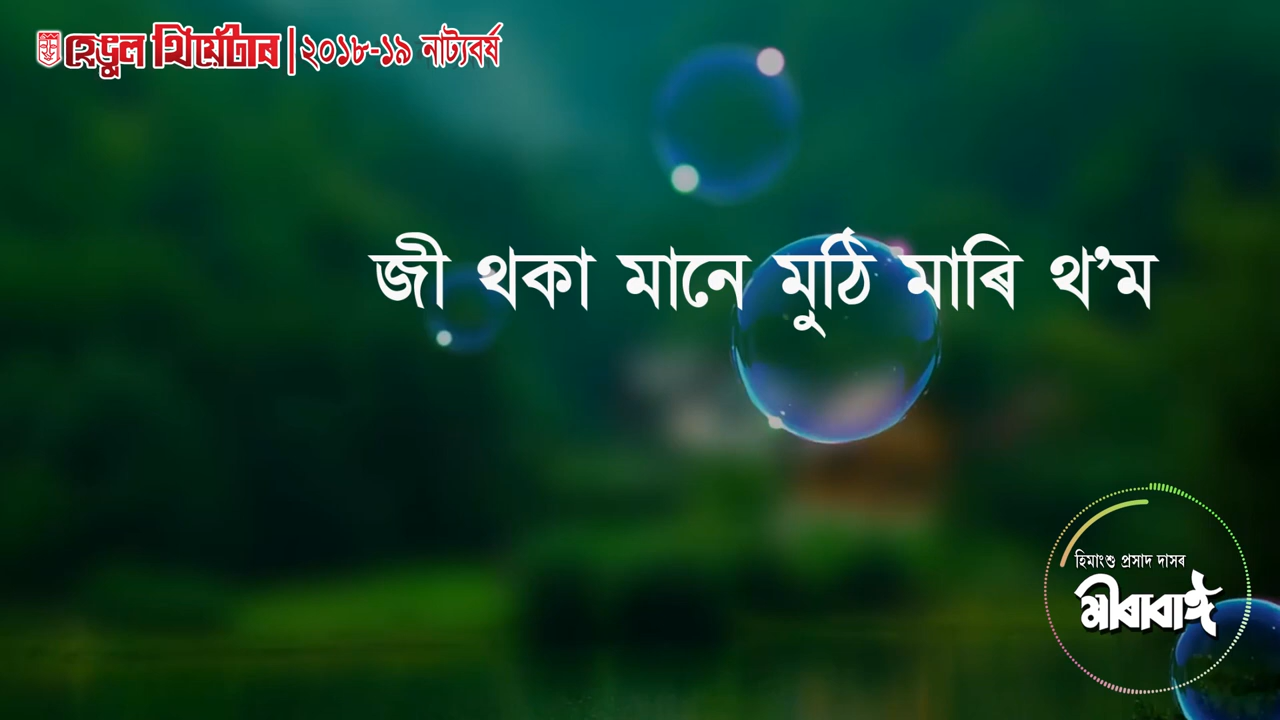 হেঙুল থিয়েটাৰ | ২০১৮-১৯ নাট্যবৰ্ষ
জী থকা মানে মুঠি মাৰি থ’ম
হিমাংশু প্ৰসাদ দাসৰ
মীৰাবাঈ